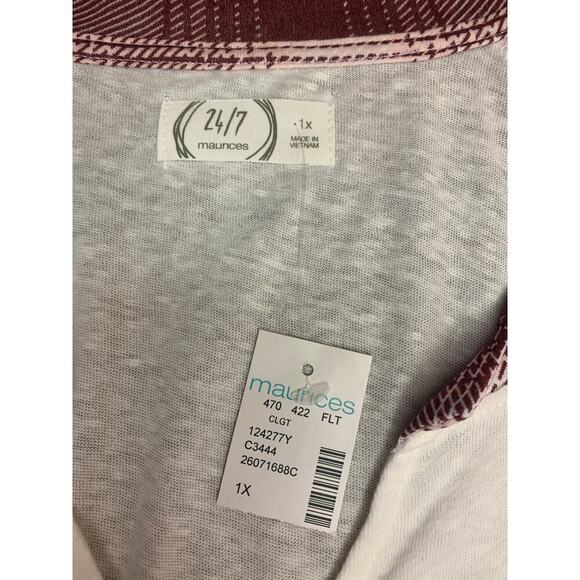 24/7
maurices
1x
MADE IN
VIETNAM
maurices
470 422 FLT
CLGT
124277Y
C3444
26071688C
1X